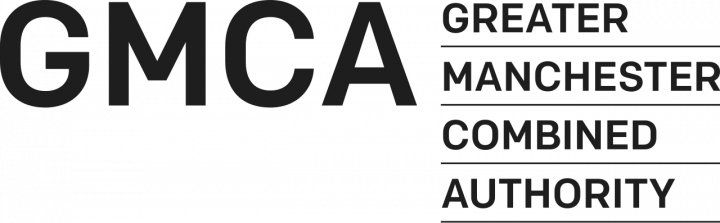 GMCA
GREATER
MANCHESTER
COMBINED
AUTHORITY